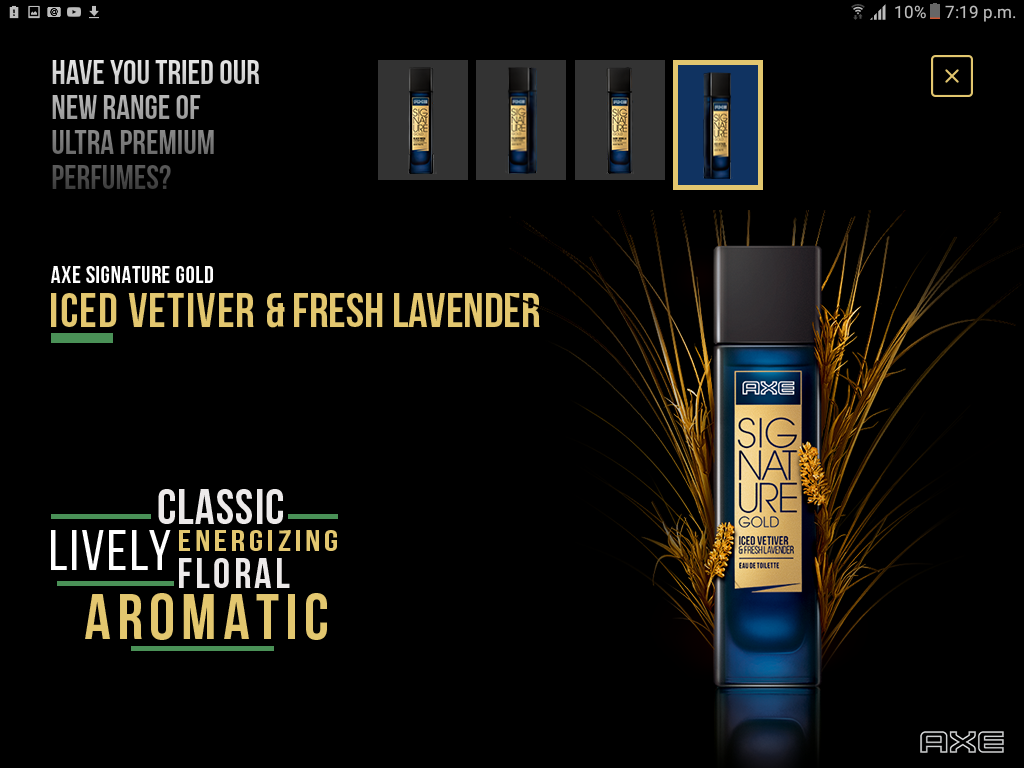 10% 7:19 p.m.
HAVE YOU TRIED OUR
NEW RANGE OF
ULTRA PREMIUM
PERFUMES?
AXE SIGNATURE GOLD
ICED VETIVER & FRESH LAVENDER
CLASSIC
LIVELY ENERGIZING
FLORAL
AROMATIC
AXE
SIG
NAT
URE
GOLD
ICED VETIVER
& FRESH LAVENDER
EAU DE TOILETTE
AXE